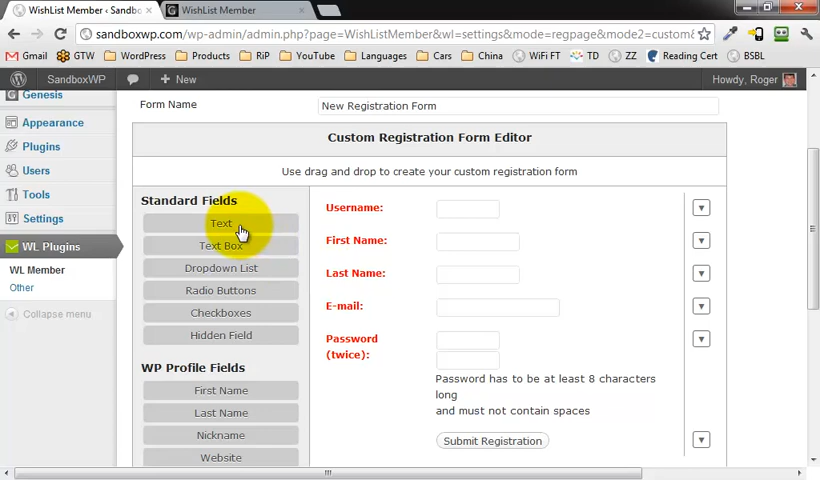 WishList Member ‹ Sandbo
WishList Member
sandboxwp.com/wp-admin/admin.php?page=WishListMember&wl=settings&mode=regpage&mode2=custom
Gmail
GTW
WordPress
Products
RiP
YouTube
Languages
Cars
China
WiFi FT
TD
ZZ
Reading Cert
BSBL
SandboxWP
New
Howdy, Roger
Genesis
Appearance
Plugins
Users
Tools
Settings
WL Plugins
WL Member
Other
Collapse menu
Form Name
New Registration Form
Custom Registration Form Editor
Use drag and drop to create your custom registration form
Standard Fields
Text
Text Box
Dropdown List
Radio Buttons
Checkboxes
Hidden Field
WP Profile Fields
First Name
Last Name
Nickname
Website
Username:
First Name:
Last Name:
E-mail:
Password
(twice):
Password has to be at least 8 characters
long
and must not contain spaces
Submit Registration